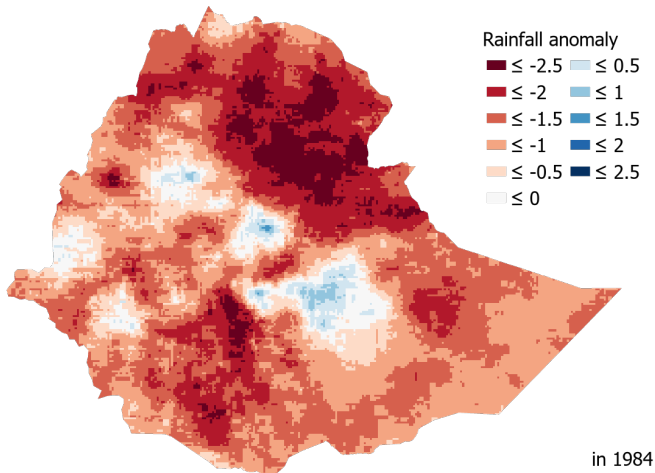 Rainfall anomaly
≤ -2.5 ≤ 0.5
≤ -2 ≤ 1
≤ -1.5 ≤ 1.5
≤ -1 ≤ 2
≤ -0.5 ≤ 2.5
≤ 0
in 1984